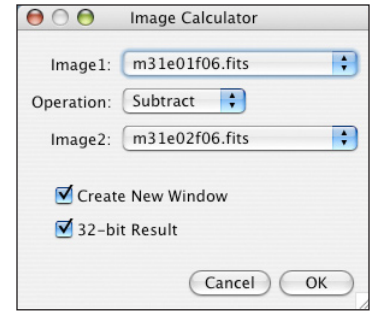 Image Calculator
Image1: m31e01f06.fits
Operation: Subtract
Image2: m31e02f06.fits
Create New Window
32-bit Result
Cancel OK